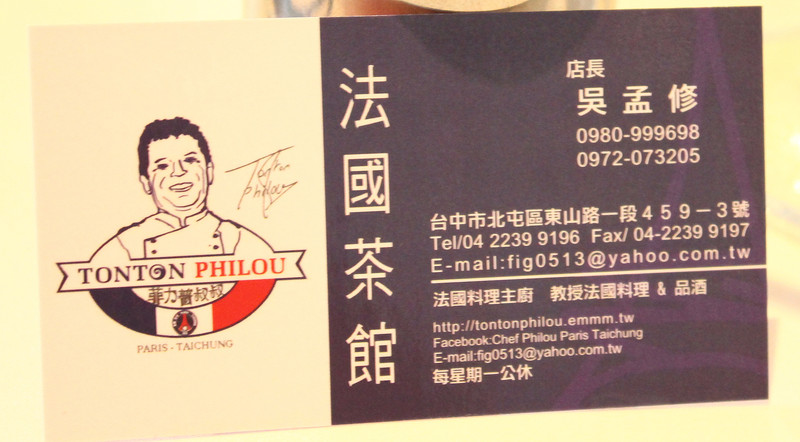 Tonton
Philou
TONTON PHILOU
菲力普叔叔
PARIS - TAICHUNG
法國茶館
店長
吳孟修
0980-999698
0972-073205
台中市北屯區東山路一段459－3號
Tel/04 2239 9196 Fax/ 04-2239 9197
E-mail:fig0513@yahoo.com.tw
法國料理主廚 教授法國料理 & 品酒
http://tontonphilou.emmm.tw
Facebook:Chef Philou Paris Taichung
E-mail:fig0513@yahoo.com.tw
每星期一公休